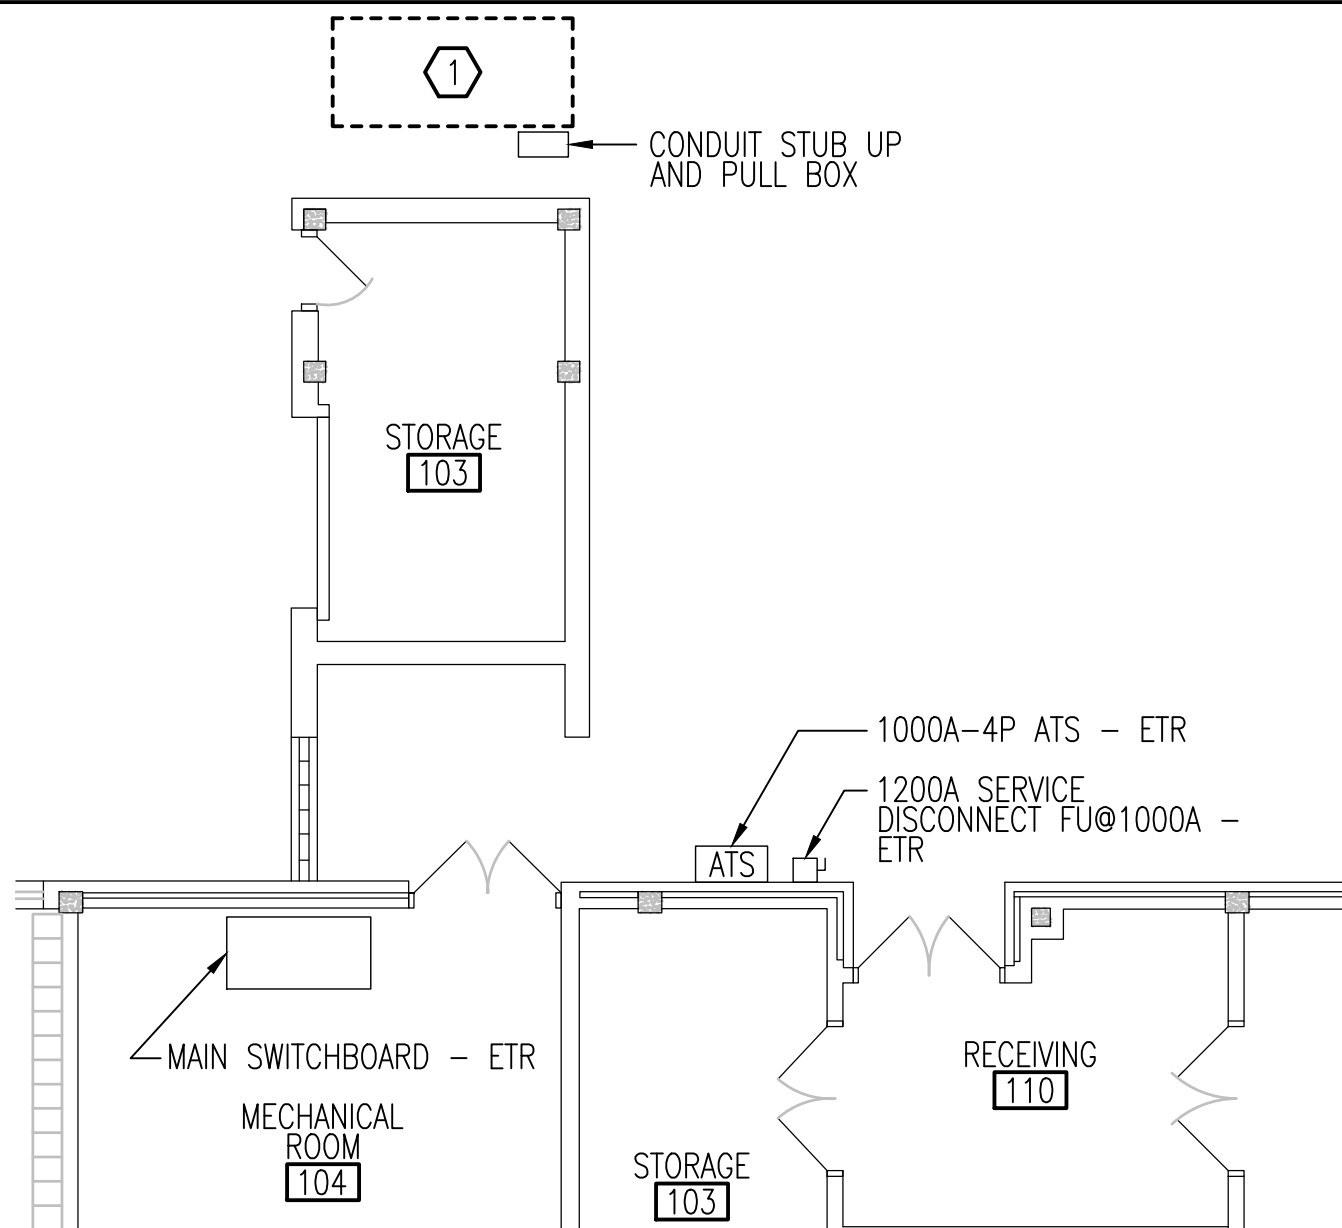 1
CONDUIT STUB UP
AND PULL BOX
STORAGE
103
1000A-4P ATS - ETR
1200A SERVICE
DISCONNECT FU@1000A -
ETR
ATS
MAIN SWITCHBOARD - ETR
RECEIVING
110
MECHANICAL
ROOM
104
STORAGE
103